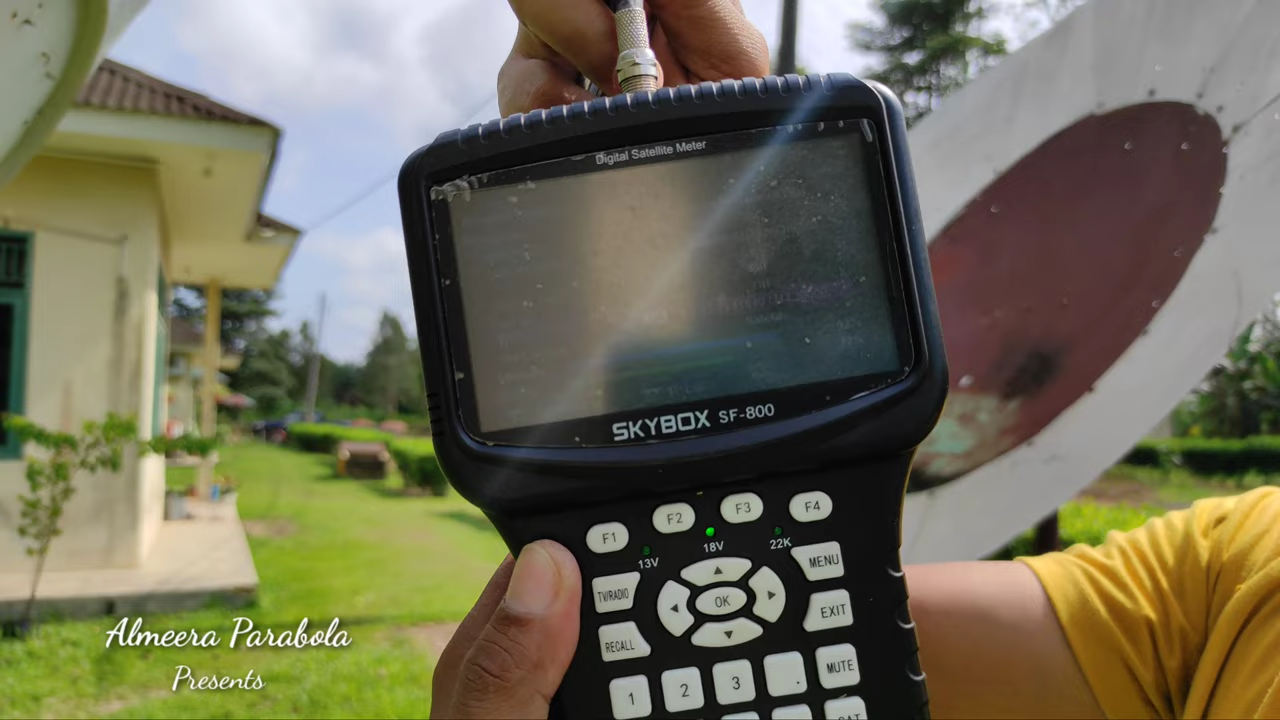 Digital Satellite Meter
SKYBOX SF-800
F1 F2 F3 F4
13V 18V 22K
TV/RADIO MENU
OK
RECALL EXIT
1 2 3 . MUTE
SAT
Almeera Parabola
Presents